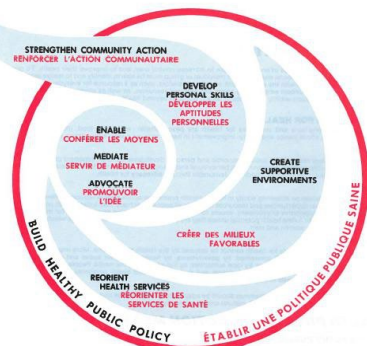 STRENGTHEN COMMUNITY ACTION
RENFORCER L'ACTION COMMUNAUTAIRE
DEVELOP
PERSONAL SKILLS
DÉVELOPPER LES
APTITUDES
PERSONNELLES
ENABLE
CONFÉRER LES MOYENS
MEDIATE
SERVIR DE MÉDIATEUR
ADVOCATE
PROMOUVOIR
L'IDÉE
CREATE
SUPPORTIVE
ENVIRONMENTS
CRÉER DES MILIEUX
FAVORABLES
REORIENT
HEALTH SERVICES
RÉORIENTER LES
SERVICES DE SANTÉ
BUILD HEALTHY PUBLIC POLICY
ÉTABLIR UNE POLITIQUE PUBLIQUE SAINE